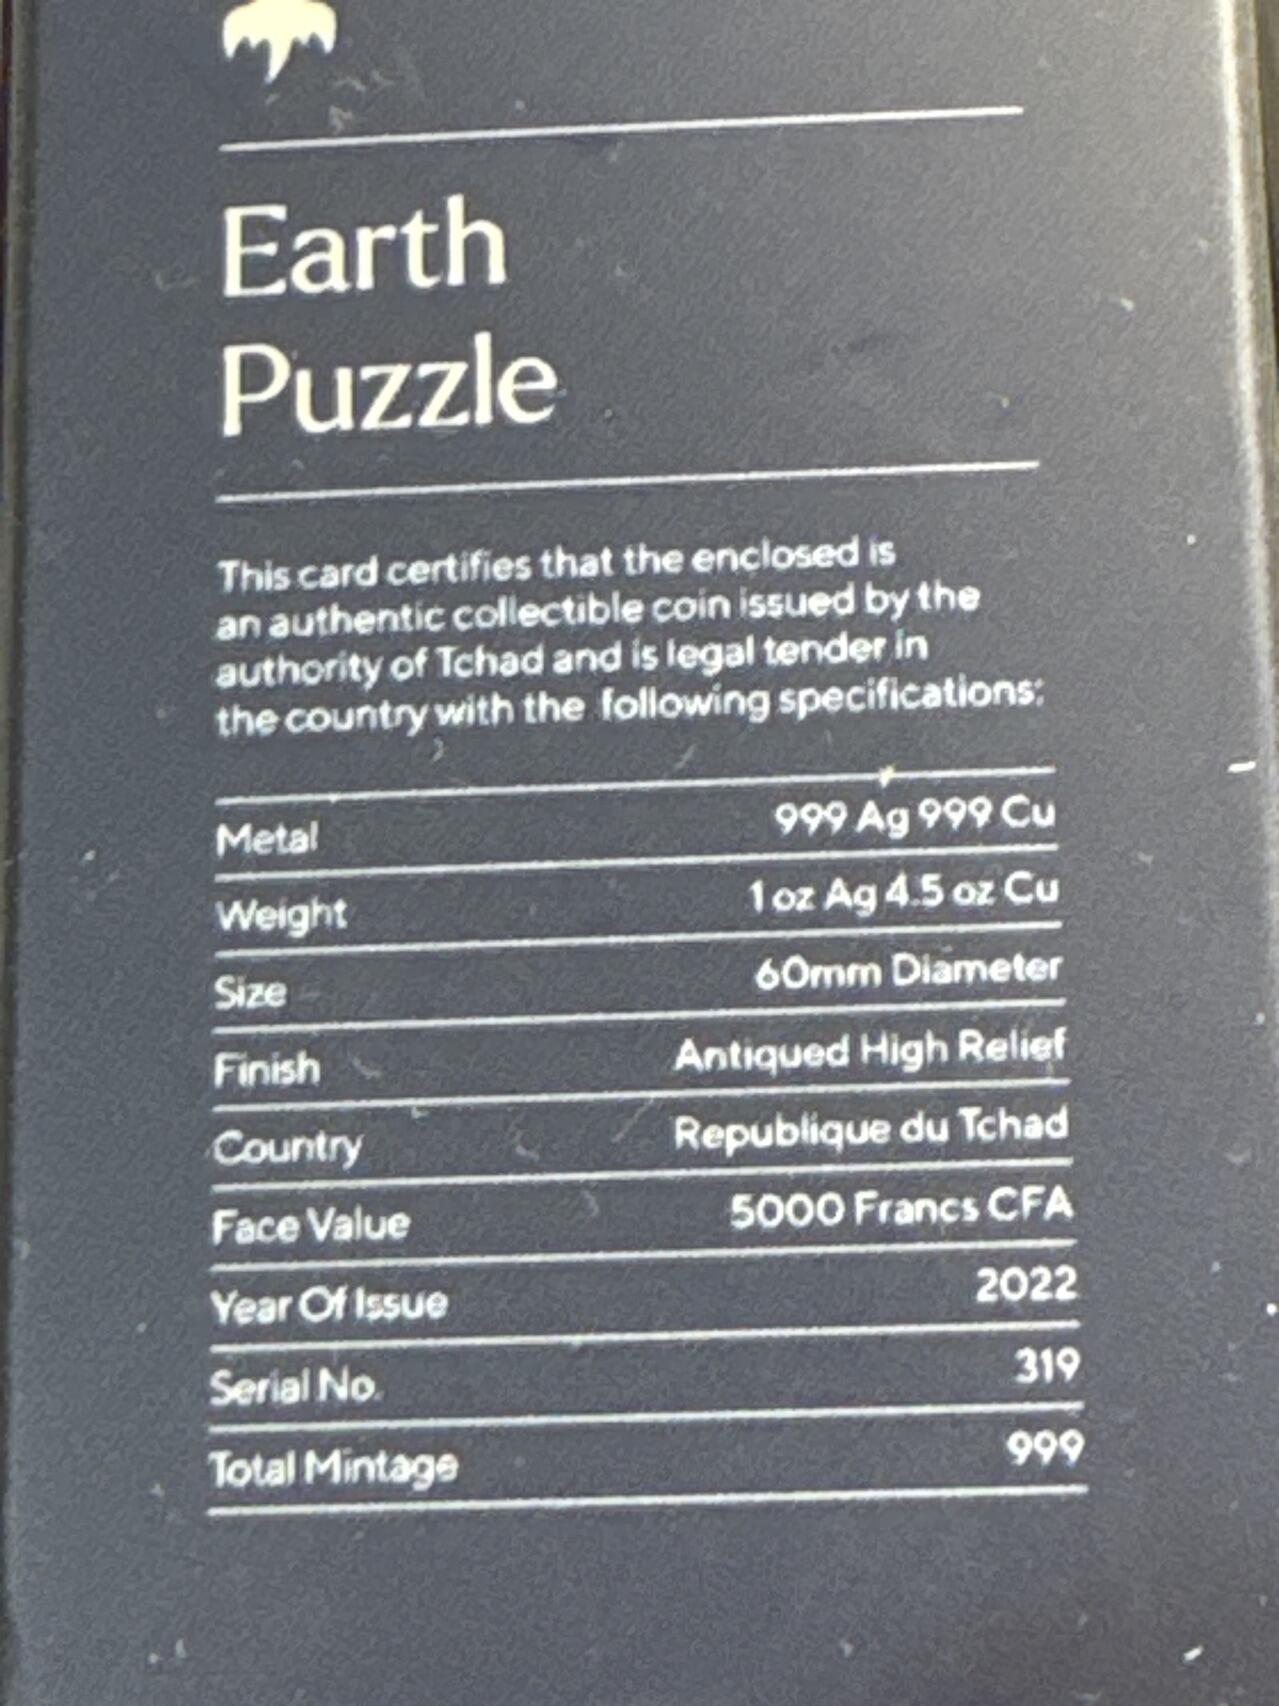 Earth
Puzzle
This card certifies that the enclosed is
an authentic collectible coin issued by the
authority of Tchad and is legal tender in
the country with the following specifications:
Metal 999 Ag 999 Cu
Weight 1 oz Ag 4.5 oz Cu
Size 60mm Diameter
Finish Antiqued High Relief
Country Republique du Tchad
Face Value 5000 Francs CFA
Year Of Issue 2022
Serial No. 319
Total Mintage 999